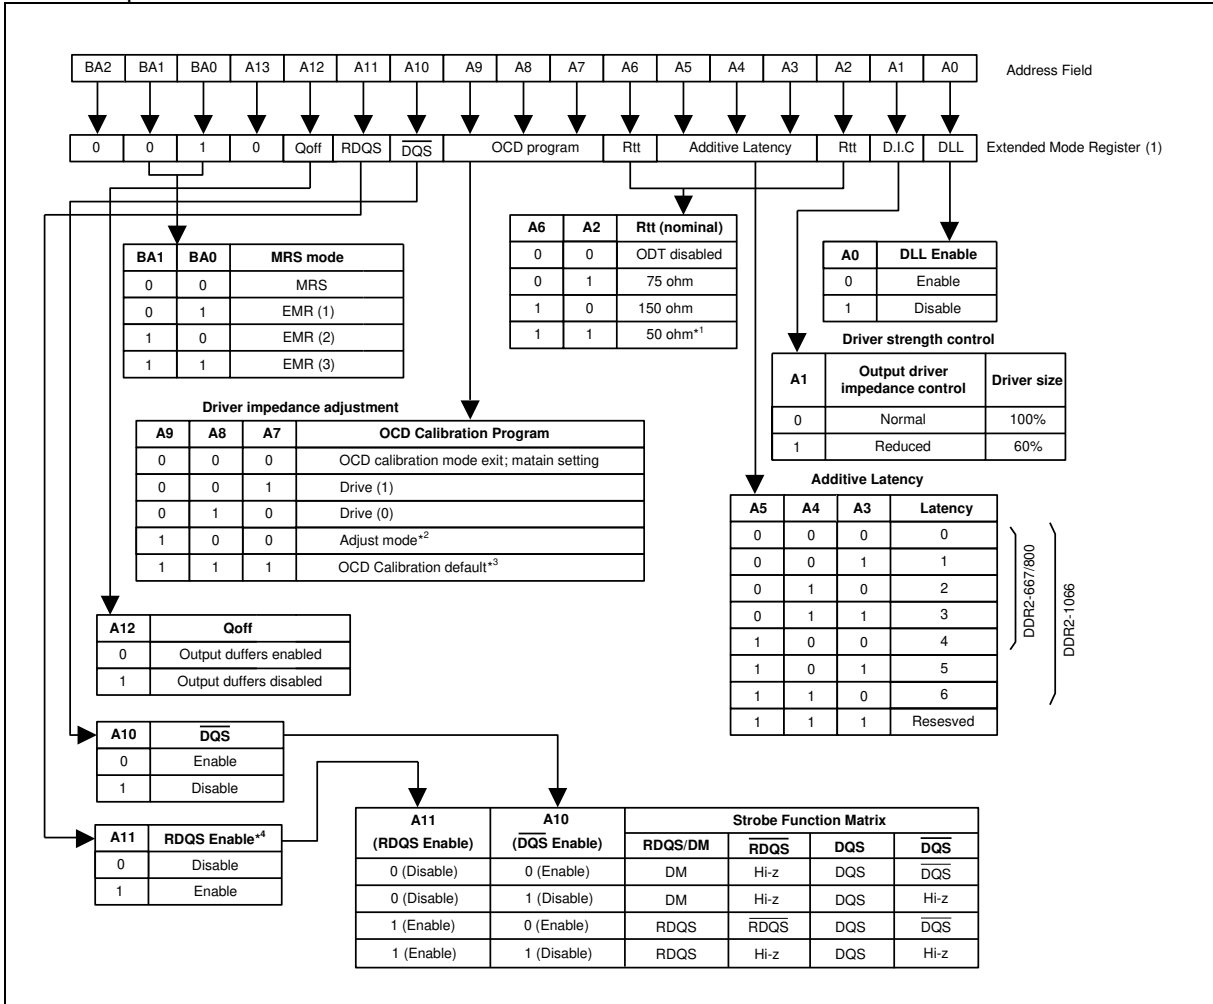 BA2 BA1 BA0 A13 A12 A11 A10 A9 A8 A7 A6 A5 A4 A3 A2 A1 A0 Address Field
0 0 1 0 Qoff RDQS D̅Q̅S̅ OCD program Rtt Additive Latency Rtt D.I.C DLL Extended Mode Register (1)
BA1 BA0 MRS mode
0 0 MRS
0 1 EMR (1)
1 0 EMR (2)
1 1 EMR (3)
A6 A2 Rtt (nominal)
0 0 ODT disabled
0 1 75 ohm
1 0 150 ohm
1 1 50 ohm*1
A0 DLL Enable
0 Enable
1 Disable
Driver strength control
A1 Output driver impedance control Driver size
0 Normal 100%
1 Reduced 60%
Driver impedance adjustment
A9 A8 A7 OCD Calibration Program
0 0 0 OCD calibration mode exit; matain setting
0 0 1 Drive (1)
0 1 0 Drive (0)
1 0 0 Adjust mode*2
1 1 1 OCD Calibration default*3
Additive Latency
A5 A4 A3 Latency
0 0 0 0
0 0 1 1
0 1 0 2
0 1 1 3
1 0 0 4
1 0 1 5
1 1 0 6
1 1 1 Resesved
DDR2-667/800
DDR2-1066
A12 Qoff
0 Output duffers enabled
1 Output duffers disabled
A10 D̅Q̅S̅
0 Enable
1 Disable
A11 RDQS Enable*4
0 Disable
1 Enable
A11 (RDQS Enable) A10 (D̅Q̅S̅ Enable) Strobe Function Matrix
RDQS/DM R̅D̅Q̅S̅ DQS D̅Q̅S̅
0 (Disable) 0 (Enable) DM Hi-z DQS D̅Q̅S̅
0 (Disable) 1 (Disable) DM Hi-z DQS Hi-z
1 (Enable) 0 (Enable) RDQS R̅D̅Q̅S̅ DQS D̅Q̅S̅
1 (Enable) 1 (Disable) RDQS Hi-z DQS Hi-z